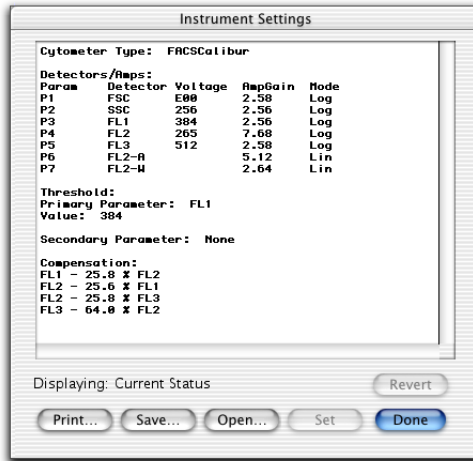 Instrument Settings
Cytometer Type: FACSCalibur
Detectors/Amps:
Param Detector Voltage AmpGain Mode
P1 FSC E00 2.58 Log
P2 SSC 256 2.56 Log
P3 FL1 384 2.56 Log
P4 FL2 265 7.68 Log
P5 FL3 512 2.58 Log
P6 FL2-A 5.12 Lin
P7 FL2-W 2.64 Lin
Threshold:
Primary Parameter: FL1
Value: 384
Secondary Parameter: None
Compensation:
FL1 - 25.8 % FL2
FL2 - 25.6 % FL1
FL2 - 25.8 % FL3
FL3 - 64.0 % FL2
Displaying: Current Status
Revert
Print... Save... Open... Set Done